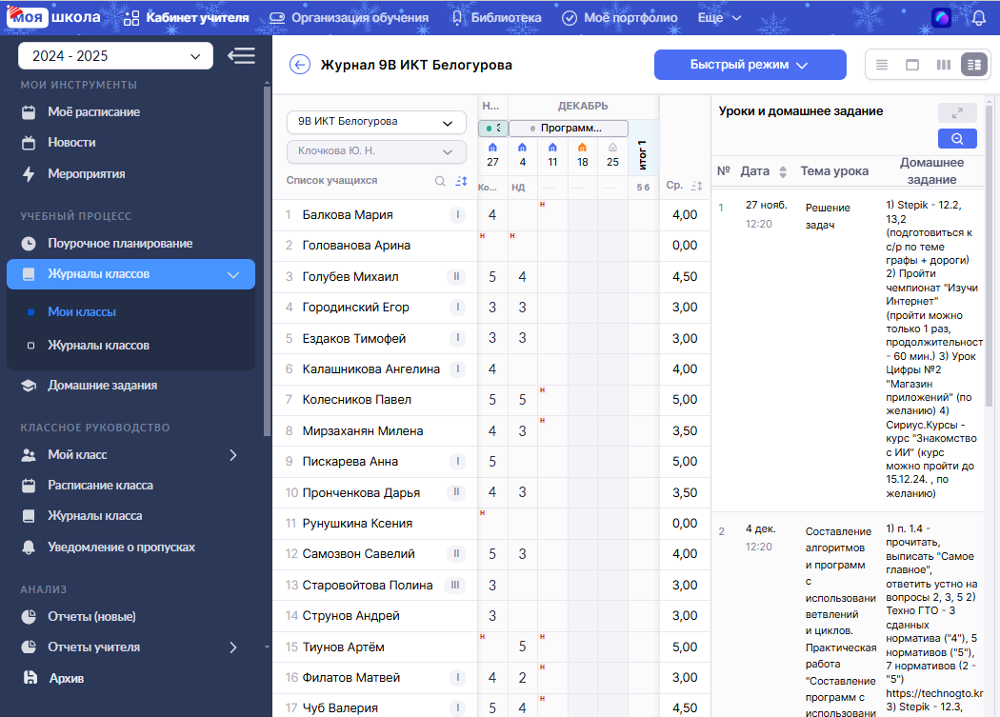 моя школа
Кабинет учителя
Организация обучения
Библиотека
Моё портфолио
Ещё
2024 - 2025
МОИ ИНСТРУМЕНТЫ
Моё расписание
Новости
Мероприятия
УЧЕБНЫЙ ПРОЦЕСС
Поурочное планирование
Журналы классов
Мои классы
Журналы классов
Домашние задания
КЛАССНОЕ РУКОВОДСТВО
Мой класс
Расписание класса
Журналы класса
Уведомление о пропусках
АНАЛИЗ
Отчеты (новые)
Отчеты учителя
Архив
Журнал 9В ИКТ Белогурова
Быстрый режим
9В ИКТ Белогурова
Клочкова Ю. Н.
Список учащихся
Н... ДЕКАБРЬ
Программ...
27 4 11 18 25 итог 1
Ко... НД 5 б Ср.
1 Балкова Мария I 4 н 4,00
2 Голованова Арина н н 0,00
3 Голубев Михаил II 5 4 4,50
4 Городинский Егор I 3 3 3,00
5 Ездаков Тимофей I 3 3 3,00
6 Калашникова Ангелина I 4 4,00
7 Колесников Павел 5 5 н 5,00
8 Мирзаханян Милена 4 3 н 3,50
9 Пискарева Анна I 5 5,00
10 Пронченкова Дарья II 4 3 3,50
11 Рунушкина Ксения н 0,00
12 Самозвон Савелий II 5 3 4,00
13 Старовойтова Полина III 3 3,00
14 Струнов Андрей 3 3,00
15 Тиунов Артём н 5 н 5,00
16 Филатов Матвей I 4 2 н 3,00
17 Чуб Валерия I 5 4 н 4,50
Уроки и домашнее задание
№ Дата Тема урока Домашнее
задание
1 27 нояб.
12:20
Решение
задач
1) Stepik - 12.2,
13,2
(подготовиться к
с/р по теме
графы + дороги)
2) Пройти
чемпионат "Изучи
Интернет"
(пройти можно
только 1 раз,
продолжительност
- 60 мин.) 3) Урок
Цифры №2
"Магазин
приложений" (по
желанию) 4)
Сириус.Курсы -
курс "Знакомство
с ИИ" (курс
можно пройти до
15.12.24. , по
желанию)
2 4 дек.
12:20
Составление
алгоритмов
и программ
с
использовани
ветвлений
и циклов.
Практическая
работа
"Составление
программ с
использовани
1) п. 1.4 -
прочитать,
выписать "Самое
главное",
ответить устно на
вопросы 2, 3, 5 2)
Техно ГТО - 3
сданных
норматива ("4"), 5
нормативов ("5"),
7 нормативов (2 -
"5")
https://technogto.kr
3) Stepik - 12.3,